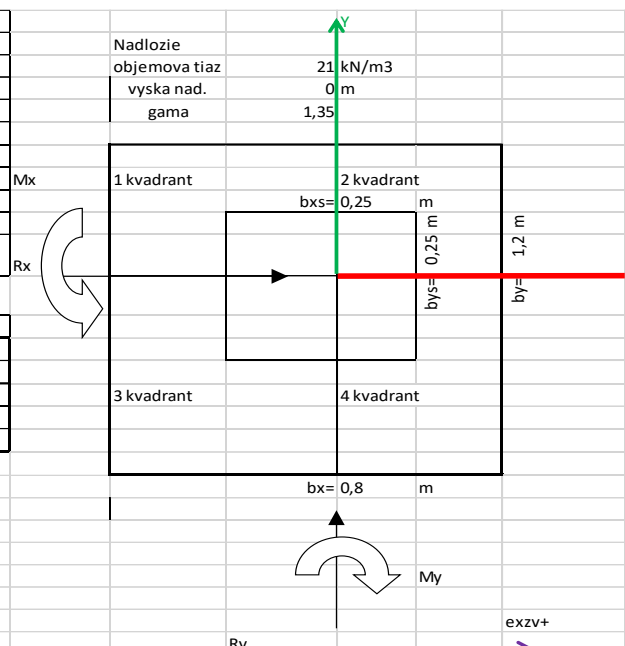 Y
Nadlozie
objemova tiaz 21 kN/m3
vyska nad. 0 m
gama 1,35
Mx 1 kvadrant 2 kvadrant
bxs= 0,25 m
bys= 0,25 m
by= 1,2 m
Rx
3 kvadrant 4 kvadrant
bx= 0,8 m
My
exzv+
Rv